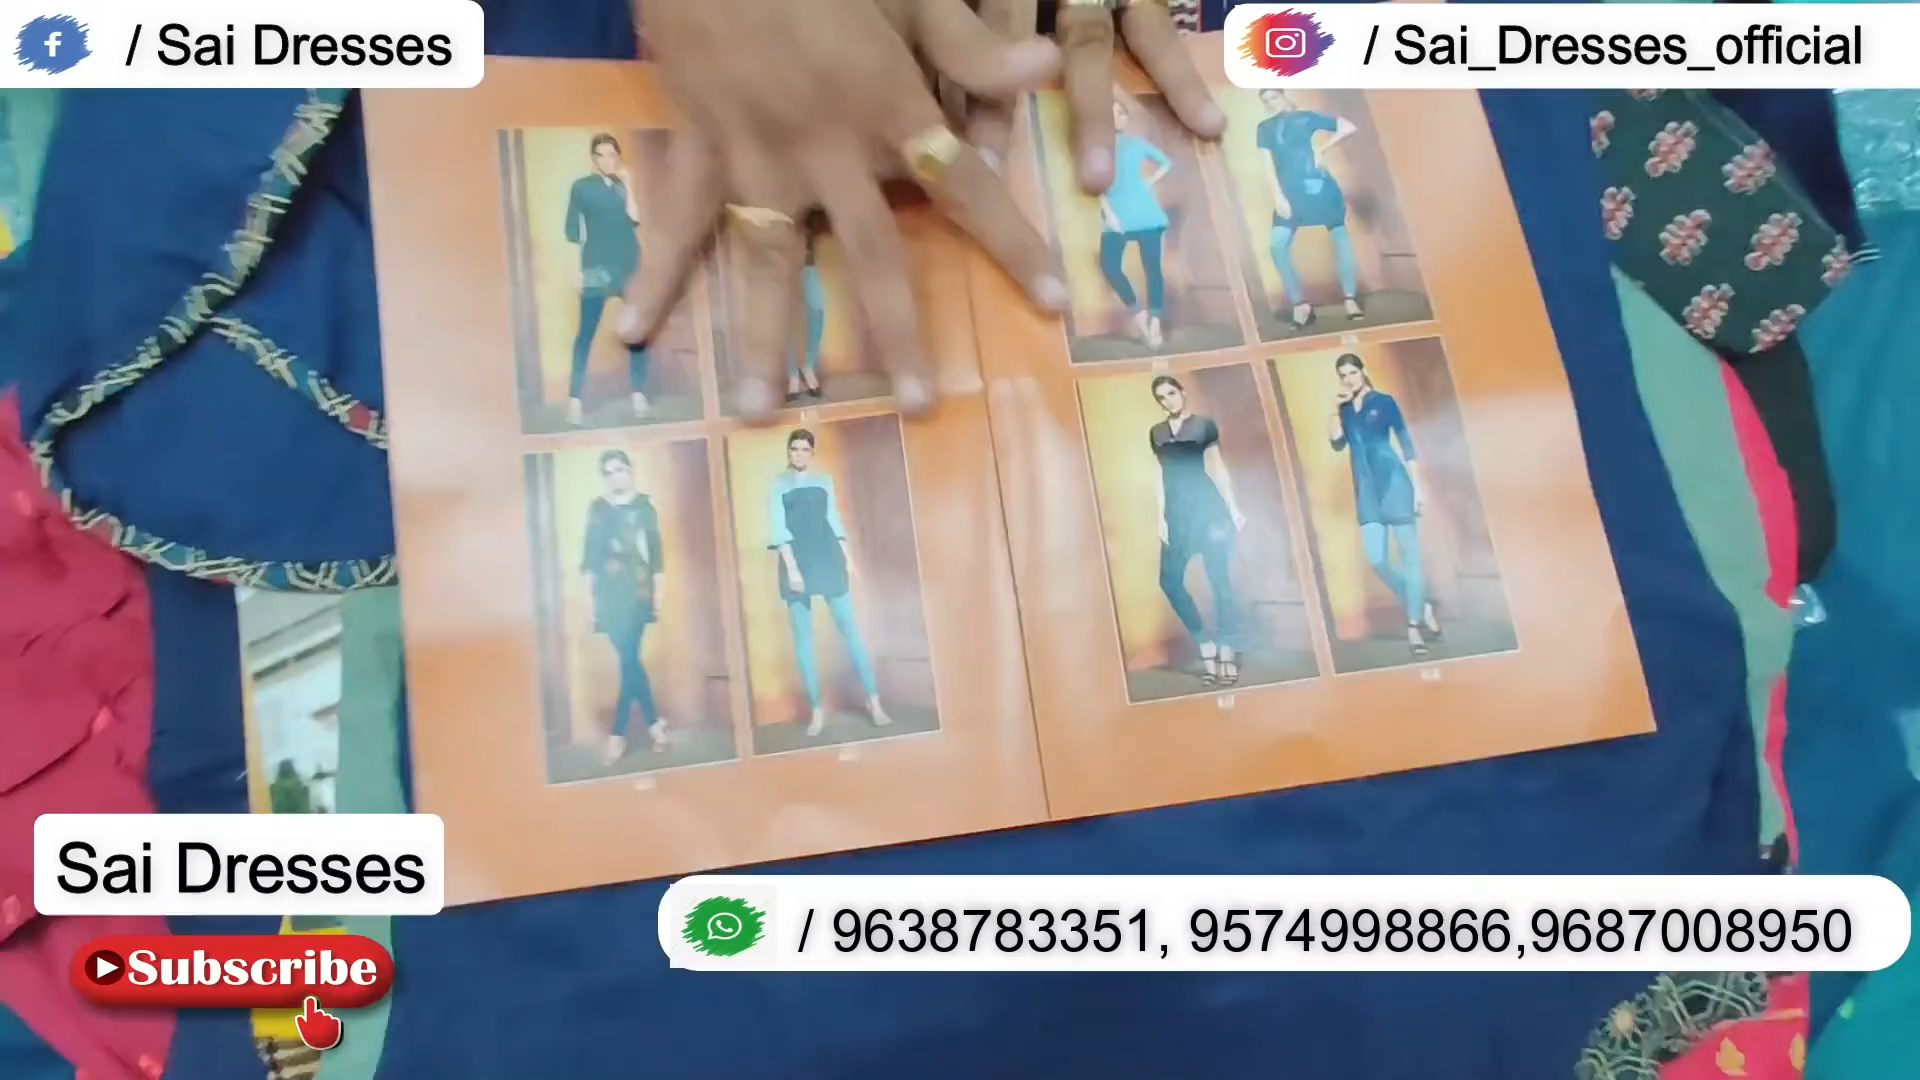 / Sai Dresses
/ Sai_Dresses_official
Sai Dresses
Subscribe
/ 9638783351, 9574998866,9687008950